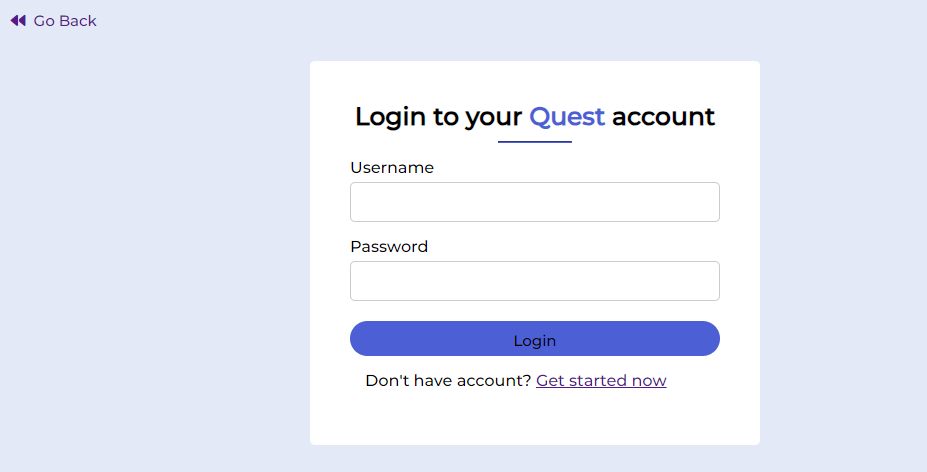 Go Back
Login to your Quest account
Username
Password
Login
Don't have account? Get started now